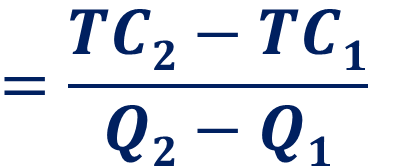 = TC₂ − TC₁
Q₂ − Q₁